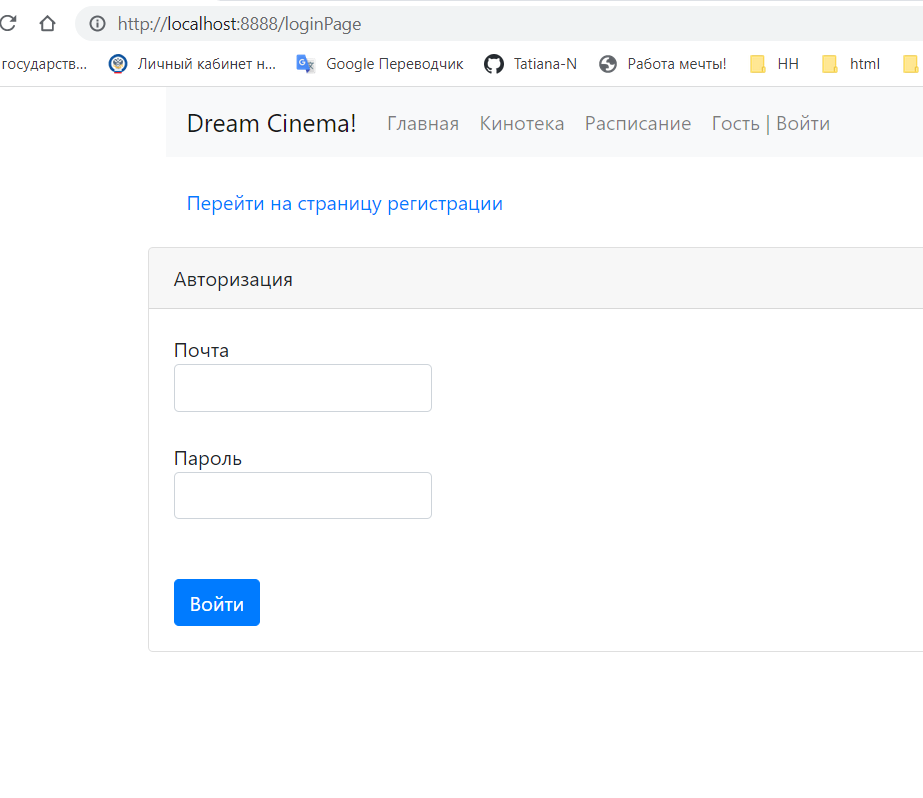 http://localhost:8888/loginPage
государств... Личный кабинет н... Google Переводчик Tatiana-N Работа мечты! HH html
Dream Cinema! Главная Кинотека Расписание Гость | Войти
Перейти на страницу регистрации
Авторизация
Почта
Пароль
Войти